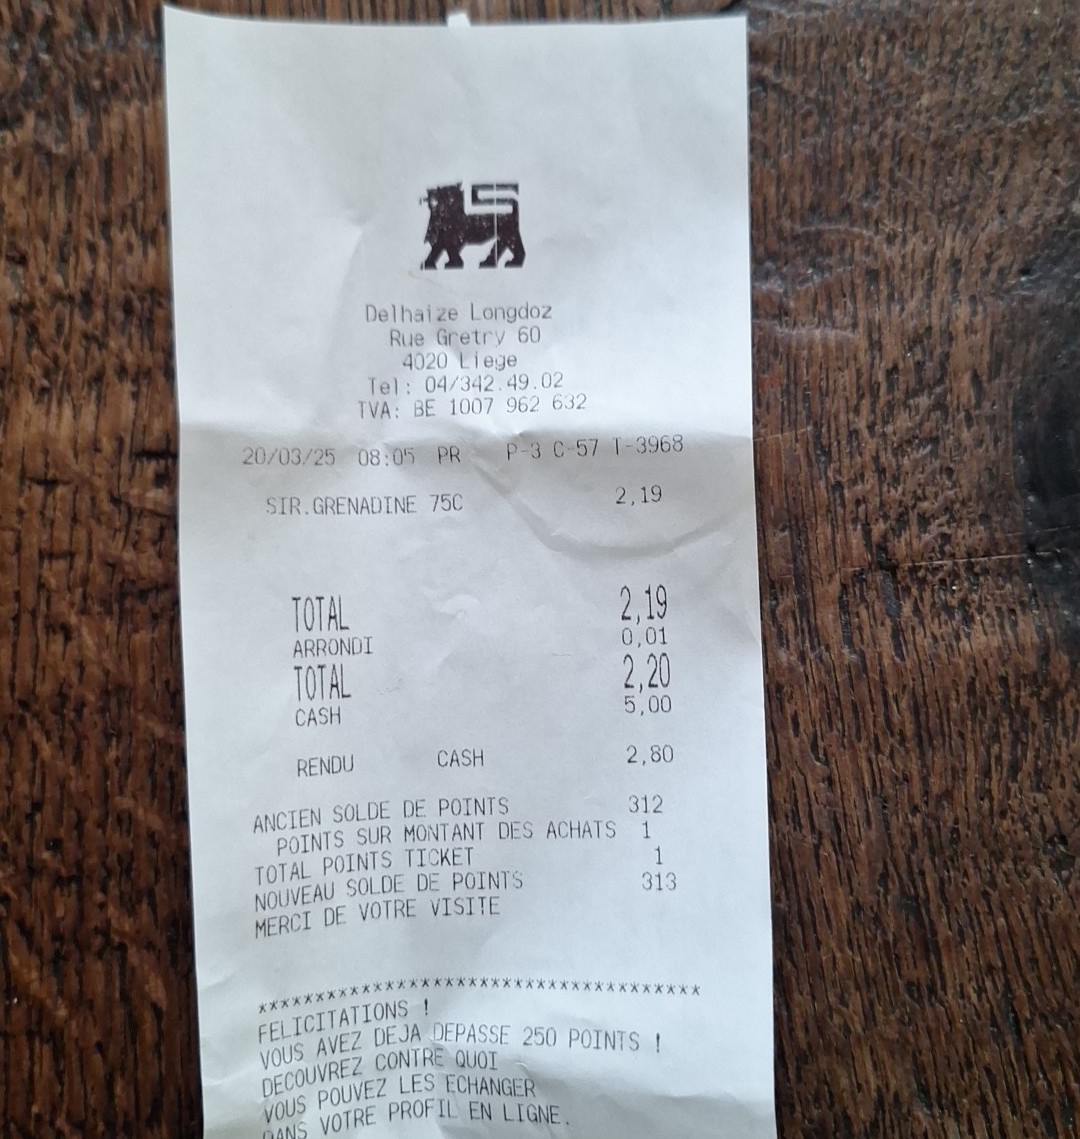 Delhaize Longdoz
Rue Gretry 60
4020 Liege
Tel: 04/342.49.02
TVA: BE 1007 962 632
20/03/25 08:05 PR P-3 C-57 T-3968
SIR.GRENADINE 75C 2,19
TOTAL 2,19
ARRONDI 0,01
TOTAL 2,20
CASH 5,00
RENDU CASH 2,80
ANCIEN SOLDE DE POINTS 312
POINTS SUR MONTANT DES ACHATS 1
TOTAL POINTS TICKET 1
NOUVEAU SOLDE DE POINTS 313
MERCI DE VOTRE VISITE
**************************************
FELICITATIONS !
VOUS AVEZ DEJA DEPASSE 250 POINTS !
DECOUVREZ CONTRE QUOI
VOUS POUVEZ LES ECHANGER
DANS VOTRE PROFIL EN LIGNE.